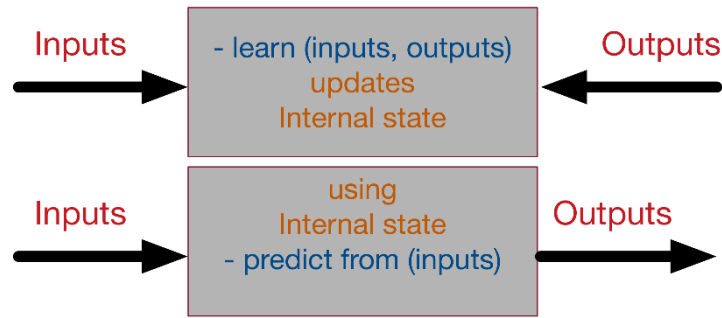 Inputs
- learn (inputs, outputs)
updates
Internal state
Outputs
Inputs
using
Internal state
- predict from (inputs)
Outputs